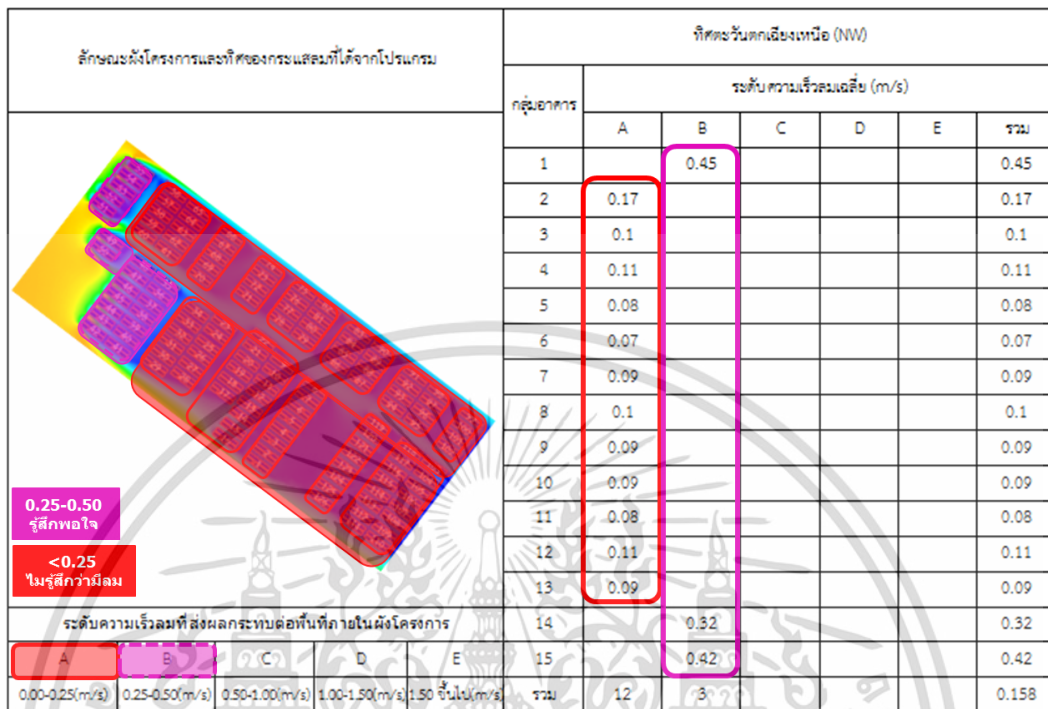 ลักษณะผังโครงการและทิศของกระแสลมที่ได้จากโปรแกรม
ทิศตะวันตกเฉียงเหนือ (NW)
กลุ่มอาคาร
ระดับความเร็วลมเฉลี่ย (m/s)
A B C D E รวม
1 0.45 0.45
2 0.17 0.17
3 0.1 0.1
4 0.11 0.11
5 0.08 0.08
6 0.07 0.07
7 0.09 0.09
8 0.1 0.1
9 0.09 0.09
10 0.09 0.09
11 0.08 0.08
12 0.11 0.11
13 0.09 0.09
14 0.32 0.32
15 0.42 0.42
รวม 12 3 0.158
0.25-0.50
รู้สึกพอใจ
<0.25
ไม่รู้สึกว่ามีลม
ระดับความเร็วลมที่ส่งผลกระทบต่อพื้นที่ภายในผังโครงการ
A B C D E
0.00-0.25(m/s) 0.25-0.50(m/s) 0.50-1.00(m/s) 1.00-1.50(m/s) 1.50 ขึ้นไป(m/s)